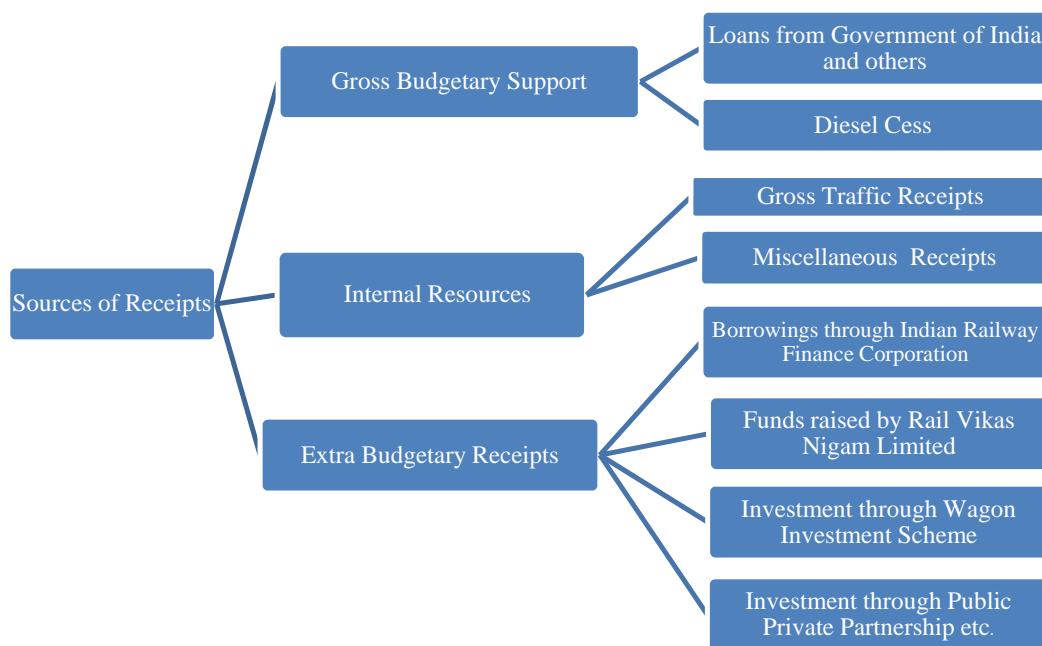 Sources of Receipts
Gross Budgetary Support
Loans from Government of India
and others
Diesel Cess
Internal Resources
Gross Traffic Receipts
Miscellaneous Receipts
Extra Budgetary Receipts
Borrowings through Indian Railway
Finance Corporation
Funds raised by Rail Vikas
Nigam Limited
Investment through Wagon
Investment Scheme
Investment through Public
Private Partnership etc.